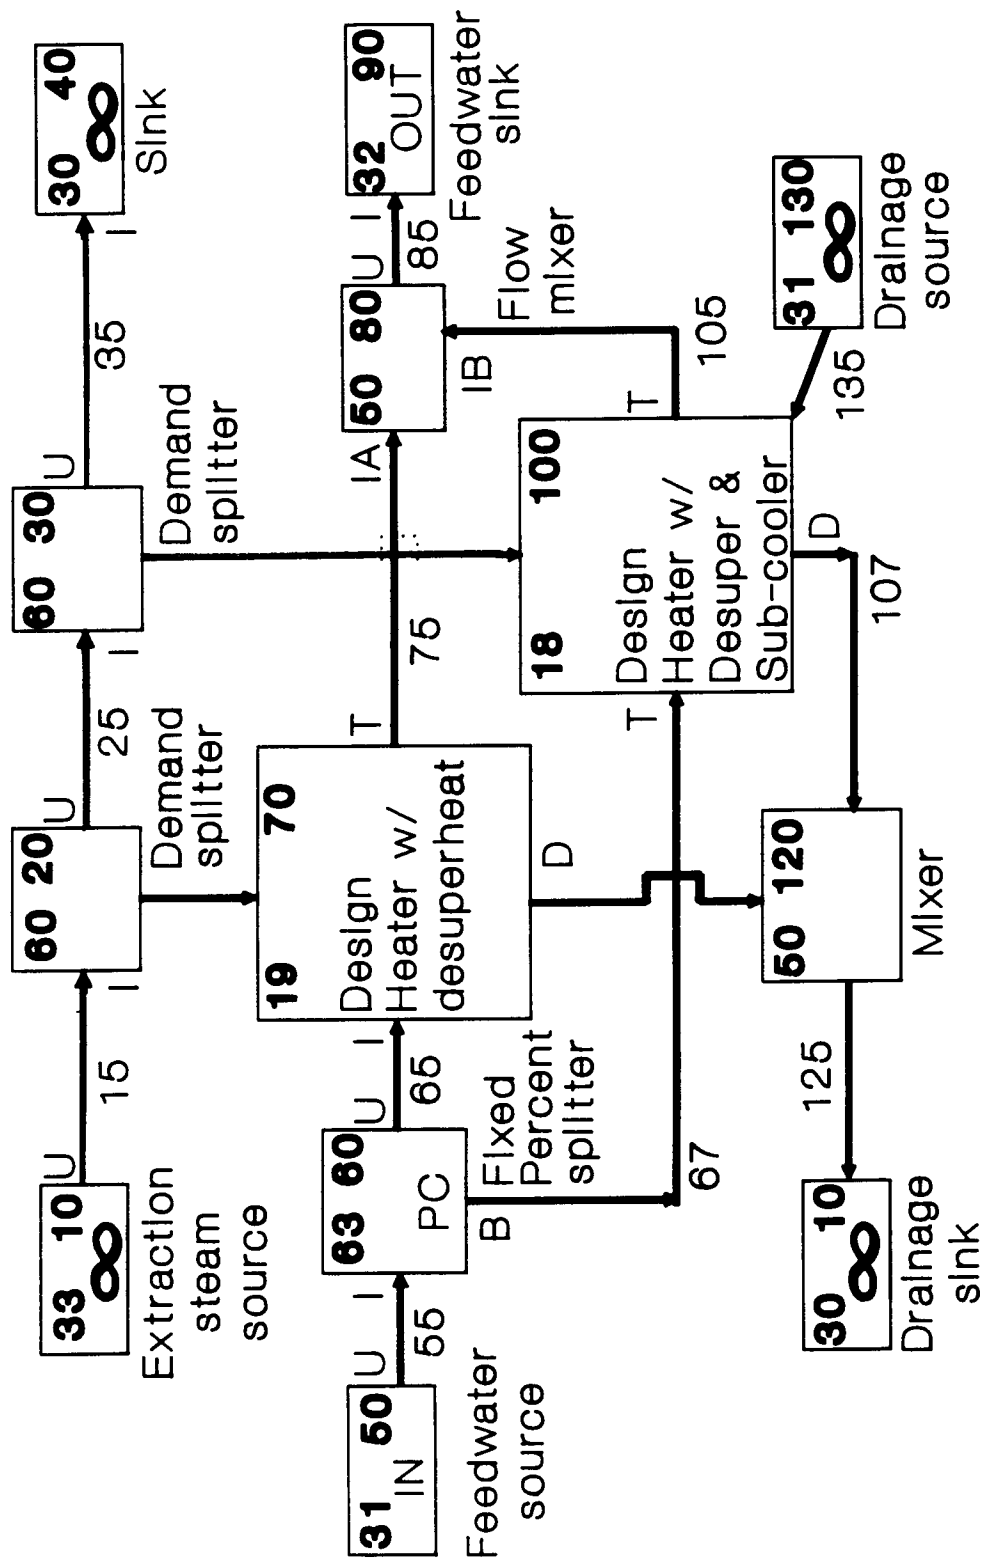 33 10
∞
Extraction
steam
source
U
15
I
60 20
U
Demand
splitter
25
I
60 30
U
Demand
splitter
35
I
30 40
∞
Sink
31 50
IN
Feedwater
source
U
55
I
63 60
PC
U
B
Fixed
Percent
splitter
65
I
19 70
Design
Heater w/
desuperheat
T
D
75
IA
50 80
U
IB
Flow
mixer
85
I
32 90
OUT
Feedwater
sink
67
T
18 100
Design
Heater w/
Desuper &
Sub-cooler
T
105
D
107
135
31 130
∞
Drainage
source
50 120
Mixer
125
30 10
∞
Drainage
sink